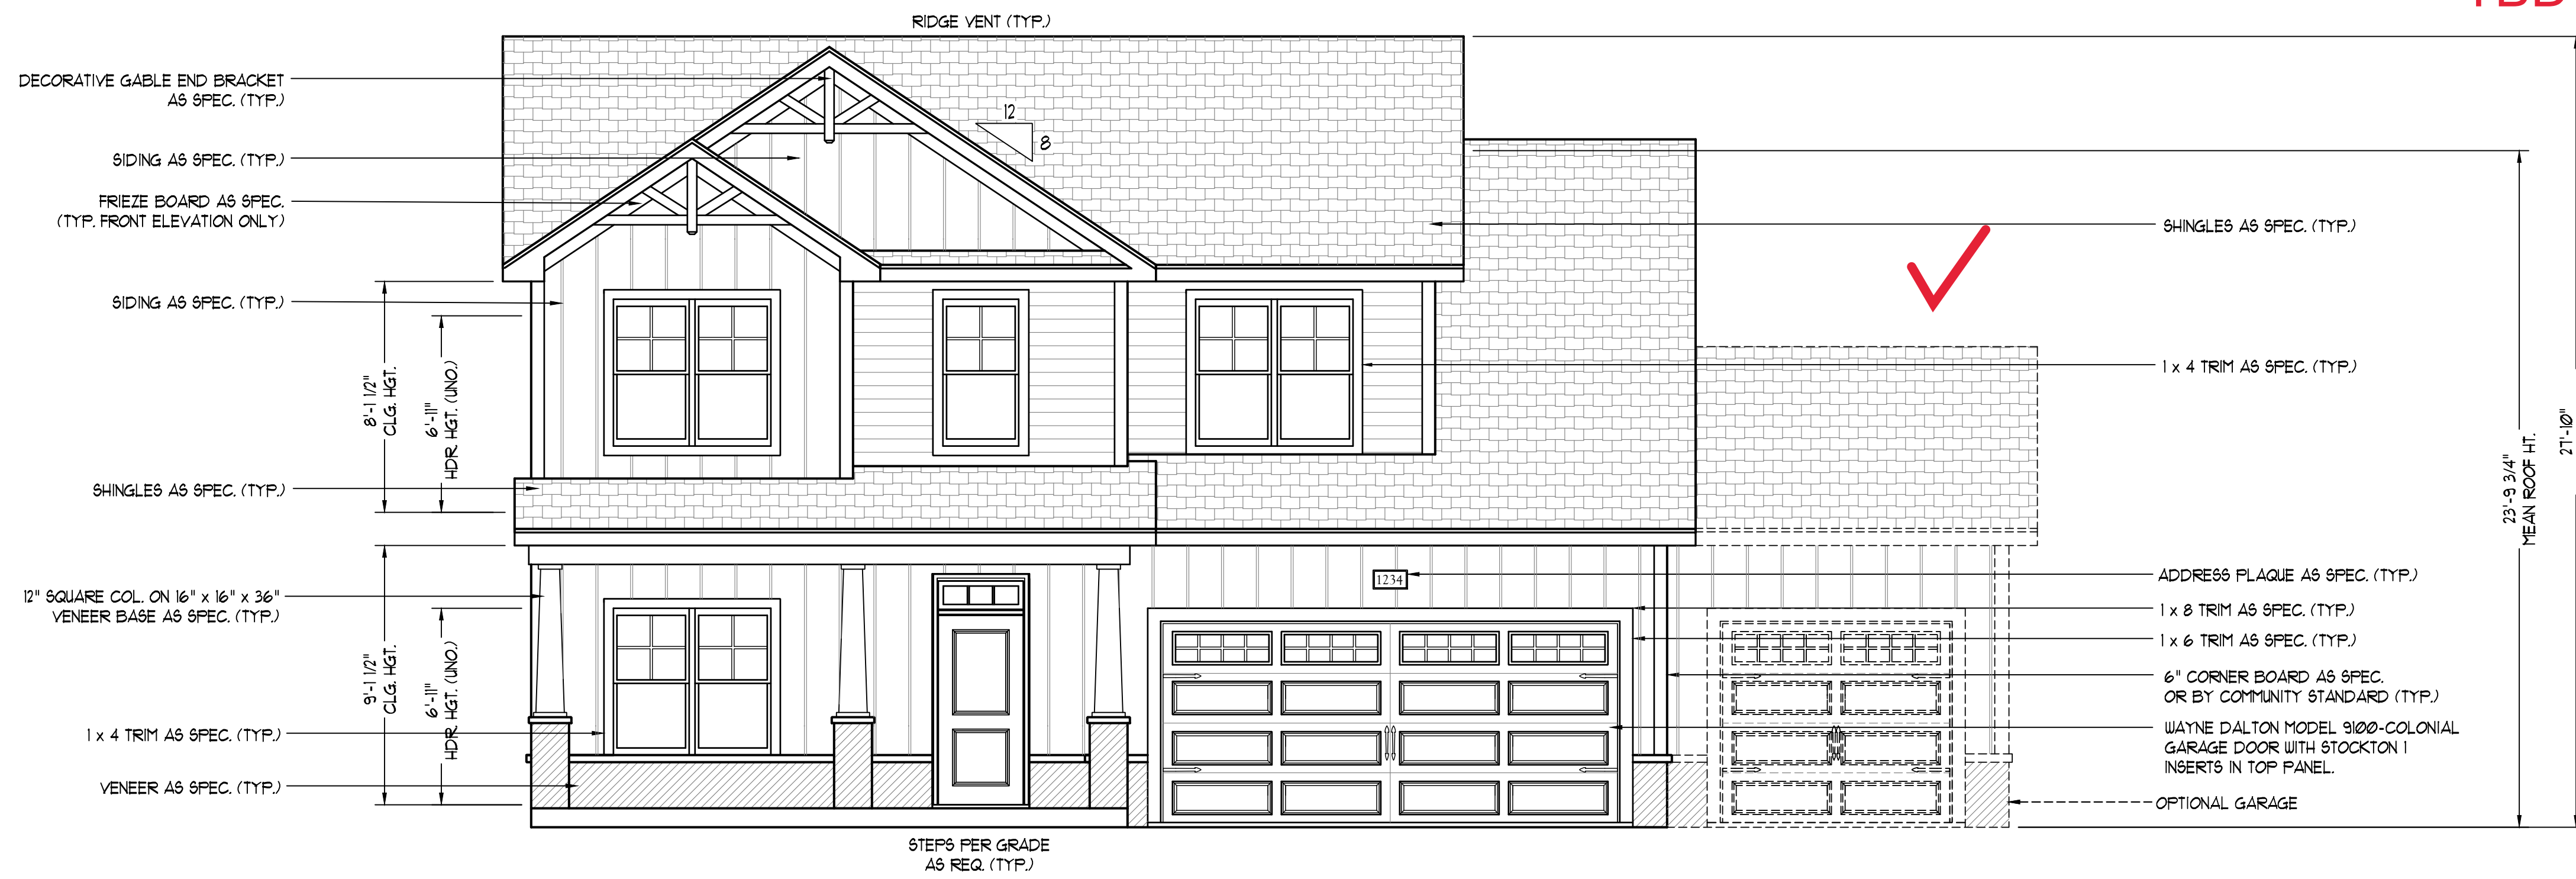 TBD
RIDGE VENT (TYP.)
DECORATIVE GABLE END BRACKET
AS SPEC. (TYP.)
12
8
SIDING AS SPEC. (TYP.)
FRIEZE BOARD AS SPEC.
(TYP. FRONT ELEVATION ONLY)
SHINGLES AS SPEC. (TYP.)
SIDING AS SPEC. (TYP.)
1 x 4 TRIM AS SPEC. (TYP.)
8'-1 1/2"
CLG. HGT.
6'-11"
HDR. HGT. (UNO.)
27'-10"
23'-9 3/4"
MEAN ROOF HT.
SHINGLES AS SPEC. (TYP.)
1234
ADDRESS PLAQUE AS SPEC. (TYP.)
12" SQUARE COL. ON 16" x 16" x 36"
VENEER BASE AS SPEC. (TYP.)
1 x 8 TRIM AS SPEC. (TYP.)
1 x 6 TRIM AS SPEC. (TYP.)
9'-1 1/2"
CLG. HGT.
6'-11"
HDR. HGT. (UNO.)
6" CORNER BOARD AS SPEC.
OR BY COMMUNITY STANDARD (TYP.)
1 x 4 TRIM AS SPEC. (TYP.)
WAYNE DALTON MODEL 9100-COLONIAL
GARAGE DOOR WITH STOCKTON 1
INSERTS IN TOP PANEL.
VENEER AS SPEC. (TYP.)
OPTIONAL GARAGE
STEPS PER GRADE
AS REQ. (TYP.)